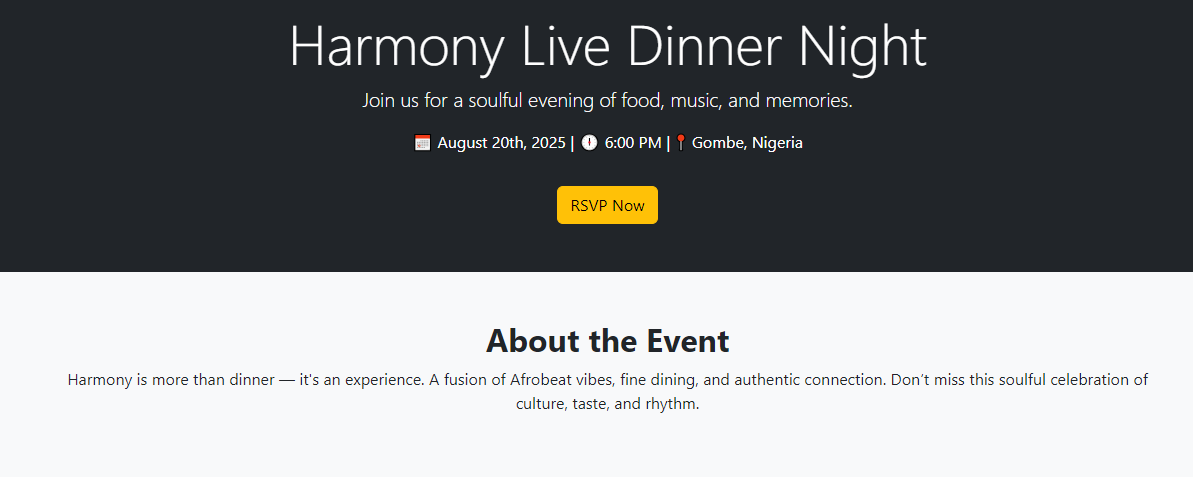 Harmony Live Dinner Night
Join us for a soulful evening of food, music, and memories.
📅 August 20th, 2025 | 🕕 6:00 PM | 📍 Gombe, Nigeria
RSVP Now
About the Event
Harmony is more than dinner — it's an experience. A fusion of Afrobeat vibes, fine dining, and authentic connection. Don’t miss this soulful celebration of
culture, taste, and rhythm.